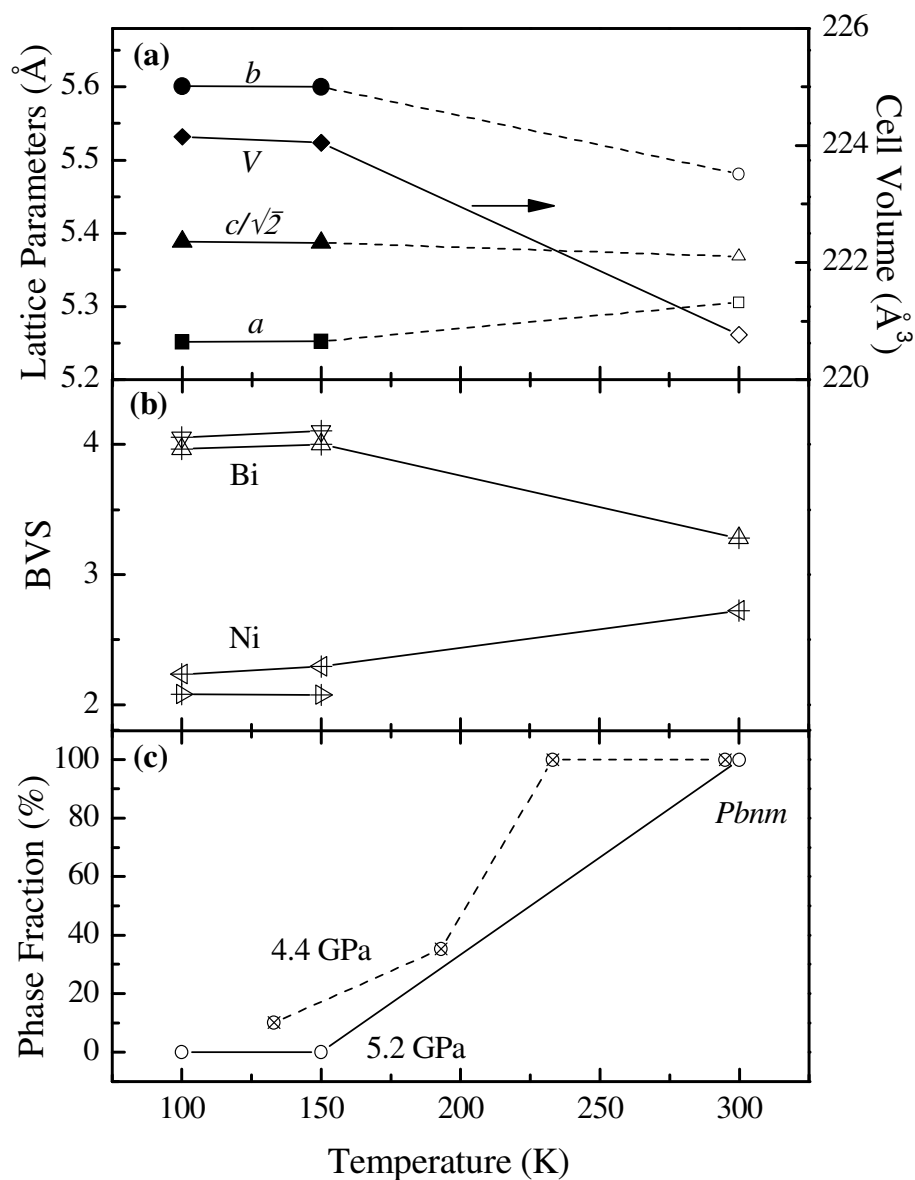 (a)
b
V
c/√2
a
Lattice Parameters (Å)
5.6
5.5
5.4
5.3
5.2
226
224
222
220
Cell Volume (Å³)
(b)
Bi
Ni
BVS
4
3
2
(c)
Pbnm
4.4 GPa
5.2 GPa
Phase Fraction (%)
100
80
60
40
20
0
100 150 200 250 300
Temperature (K)